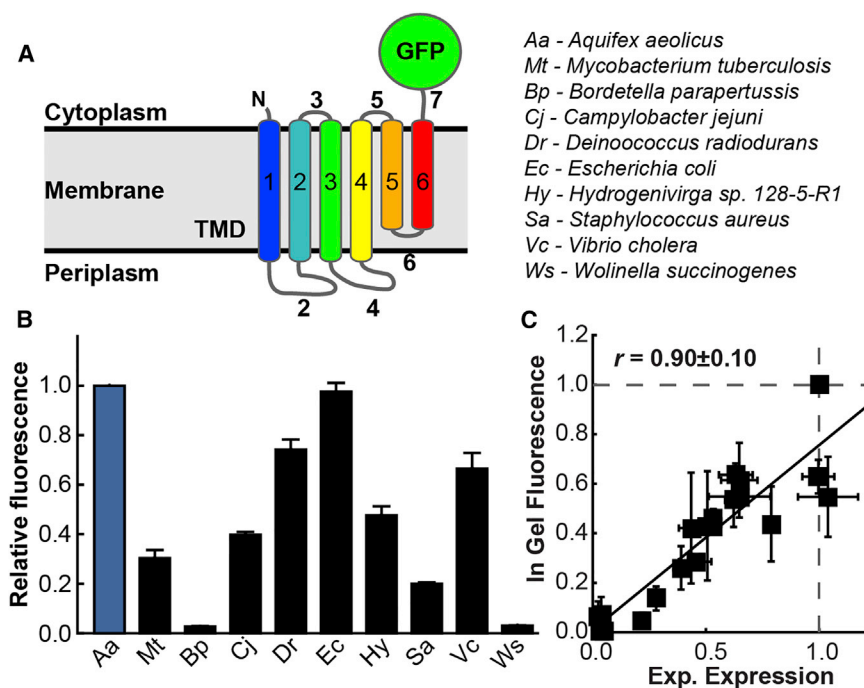 A
GFP
N
3
5
7
Cytoplasm
1
2
3
4
5
6
Membrane
TMD
Periplasm
2
4
6
Aa - Aquifex aeolicus
Mt - Mycobacterium tuberculosis
Bp - Bordetella parapertussis
Cj - Campylobacter jejuni
Dr - Deinoococcus radiodurans
Ec - Escherichia coli
Hy - Hydrogenivirga sp. 128-5-R1
Sa - Staphylococcus aureus
Vc - Vibrio cholera
Ws - Wolinella succinogenes
B
Relative fluorescence
1.0
0.8
0.6
0.4
0.2
0.0
Aa
Mt
Bp
Cj
Dr
Ec
Hy
Sa
Vc
Ws
C
In Gel Fluorescence
1.2
1.0
0.8
0.6
0.4
0.2
0.0
r = 0.90±0.10
0.0
0.5
1.0
Exp. Expression